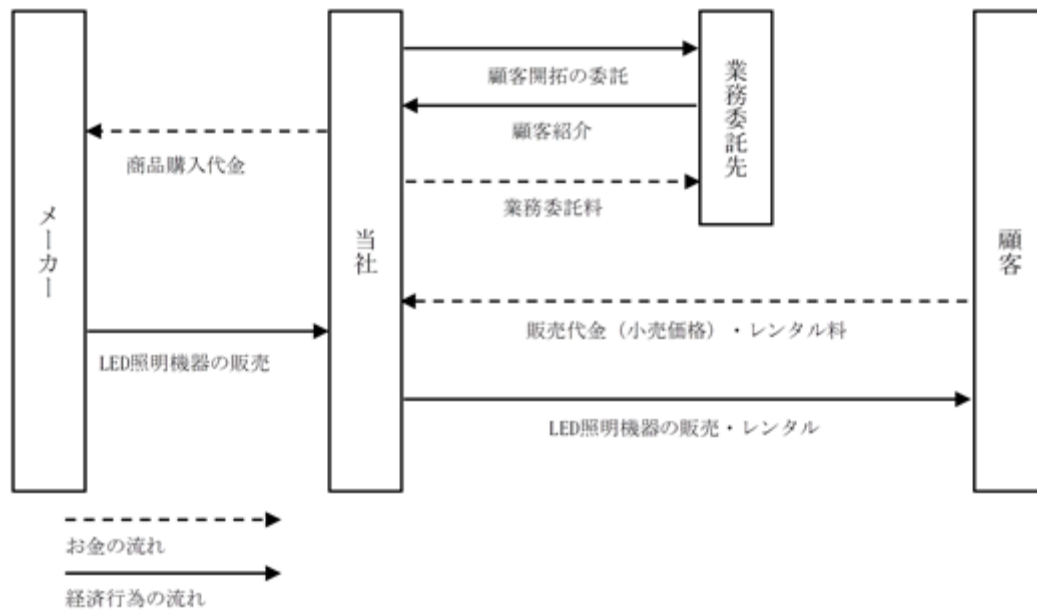 顧客開拓の委託
業務委託先
顧客紹介
商品購入代金
業務委託料
メーカー
当社
顧客
販売代金（小売価格）・レンタル料
LED照明機器の販売
LED照明機器の販売・レンタル
お金の流れ
経済行為の流れ